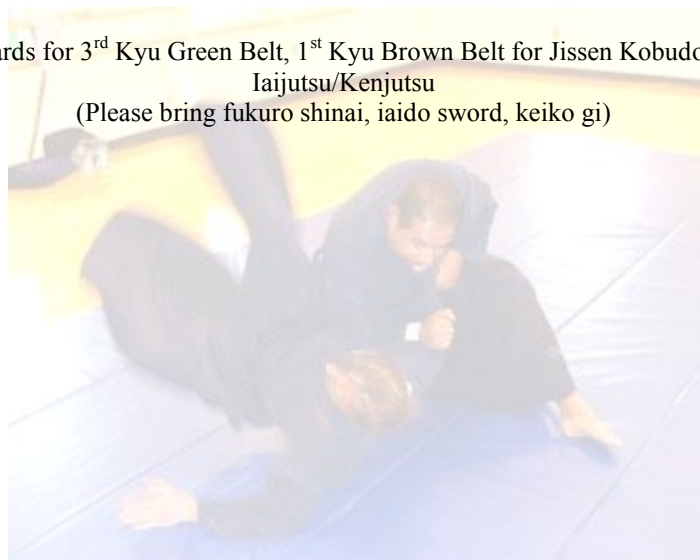 rds for 3rd Kyu Green Belt, 1st Kyu Brown Belt for Jissen Kobudo
Iaijutsu/Kenjutsu
(Please bring fukuro shinai, iaido sword, keiko gi)